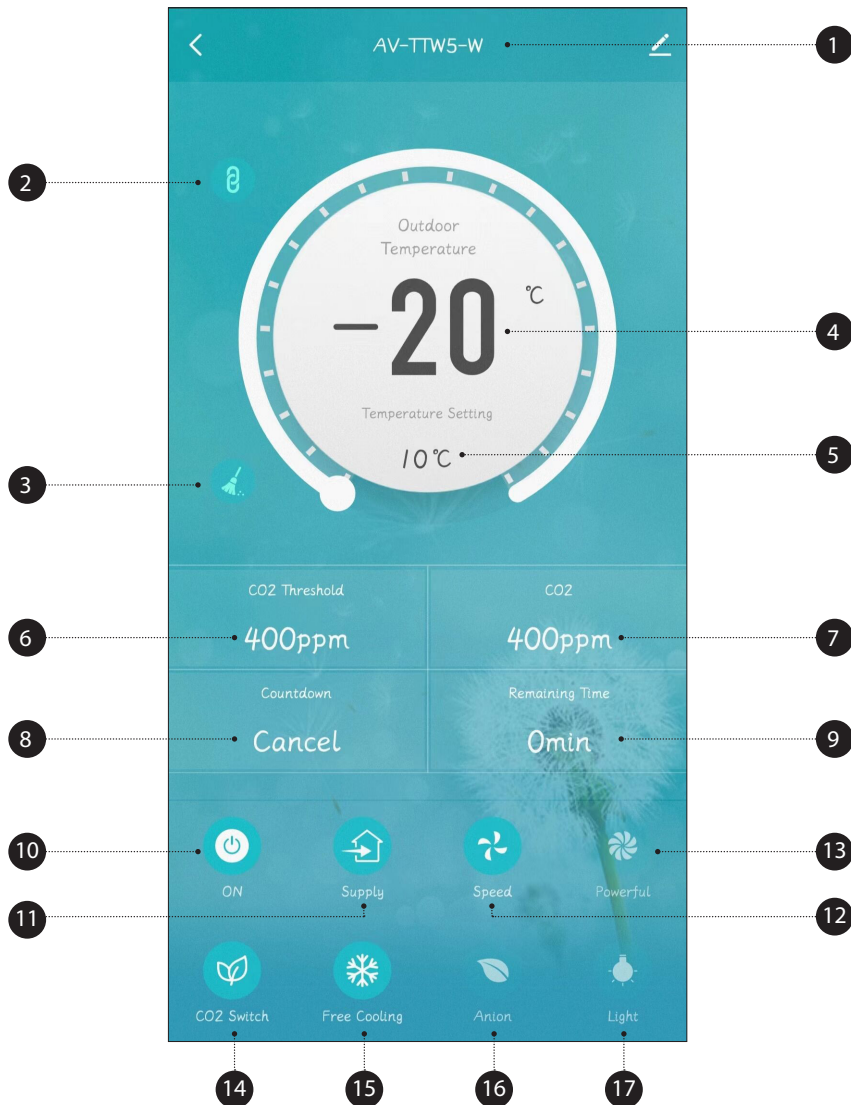 AV-TTW5-W
1
2
Outdoor
Temperature
-20 °C
4
Temperature Setting
10°C
5
3
CO2 Threshold
CO2
6
400ppm
400ppm
7
Countdown
Remaining Time
8
Cancel
0min
9
10
13
ON
Supply
Speed
Powerful
11
12
CO2 Switch
Free Cooling
Anion
Light
14
15
16
17